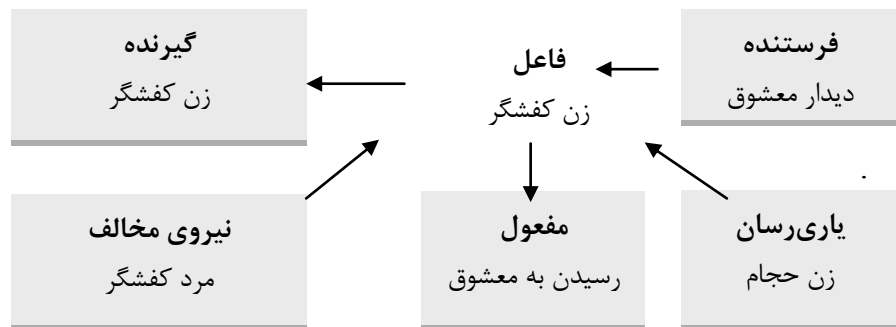 فرستنده
دیدار معشوق
فاعل
زن کفشگر
گیرنده
زن کفشگر
.
یاری‌رسان
زن حجام
مفعول
رسیدن به معشوق
نیروی مخالف
مرد کفشگر